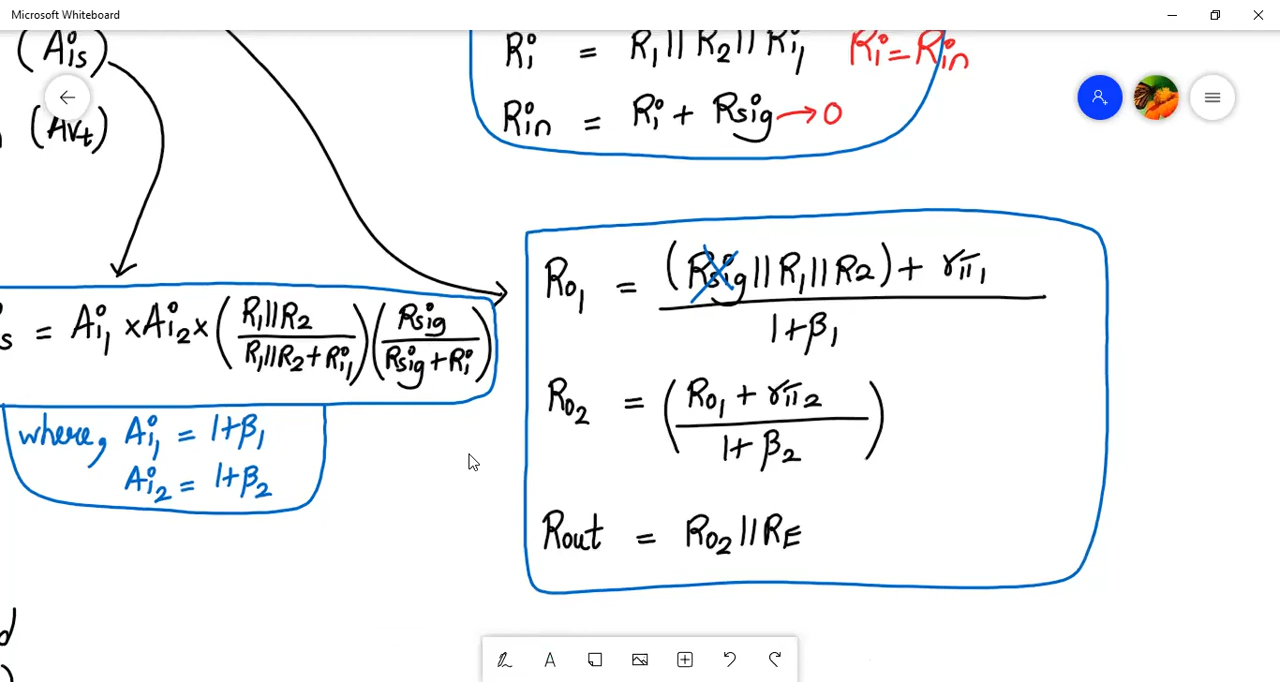 Microsoft Whiteboard
(Ais)
(Avt)
Ri = R1 || R2 || Ri1 Ri = Rin
Rin = Ri + Rsig → 0
s = Ai1 x Ai2 x (R1||R2 / R1||R2 + Ri1) (Rsig / Rsig + Ri)
where, Ai1 = 1+β1
Ai2 = 1+β2
Ro1 = (Rsig || R1 || R2) + rπ1 / 1+β1
Ro2 = (Ro1 + rπ2 / 1+β2)
Rout = Ro2 || RE